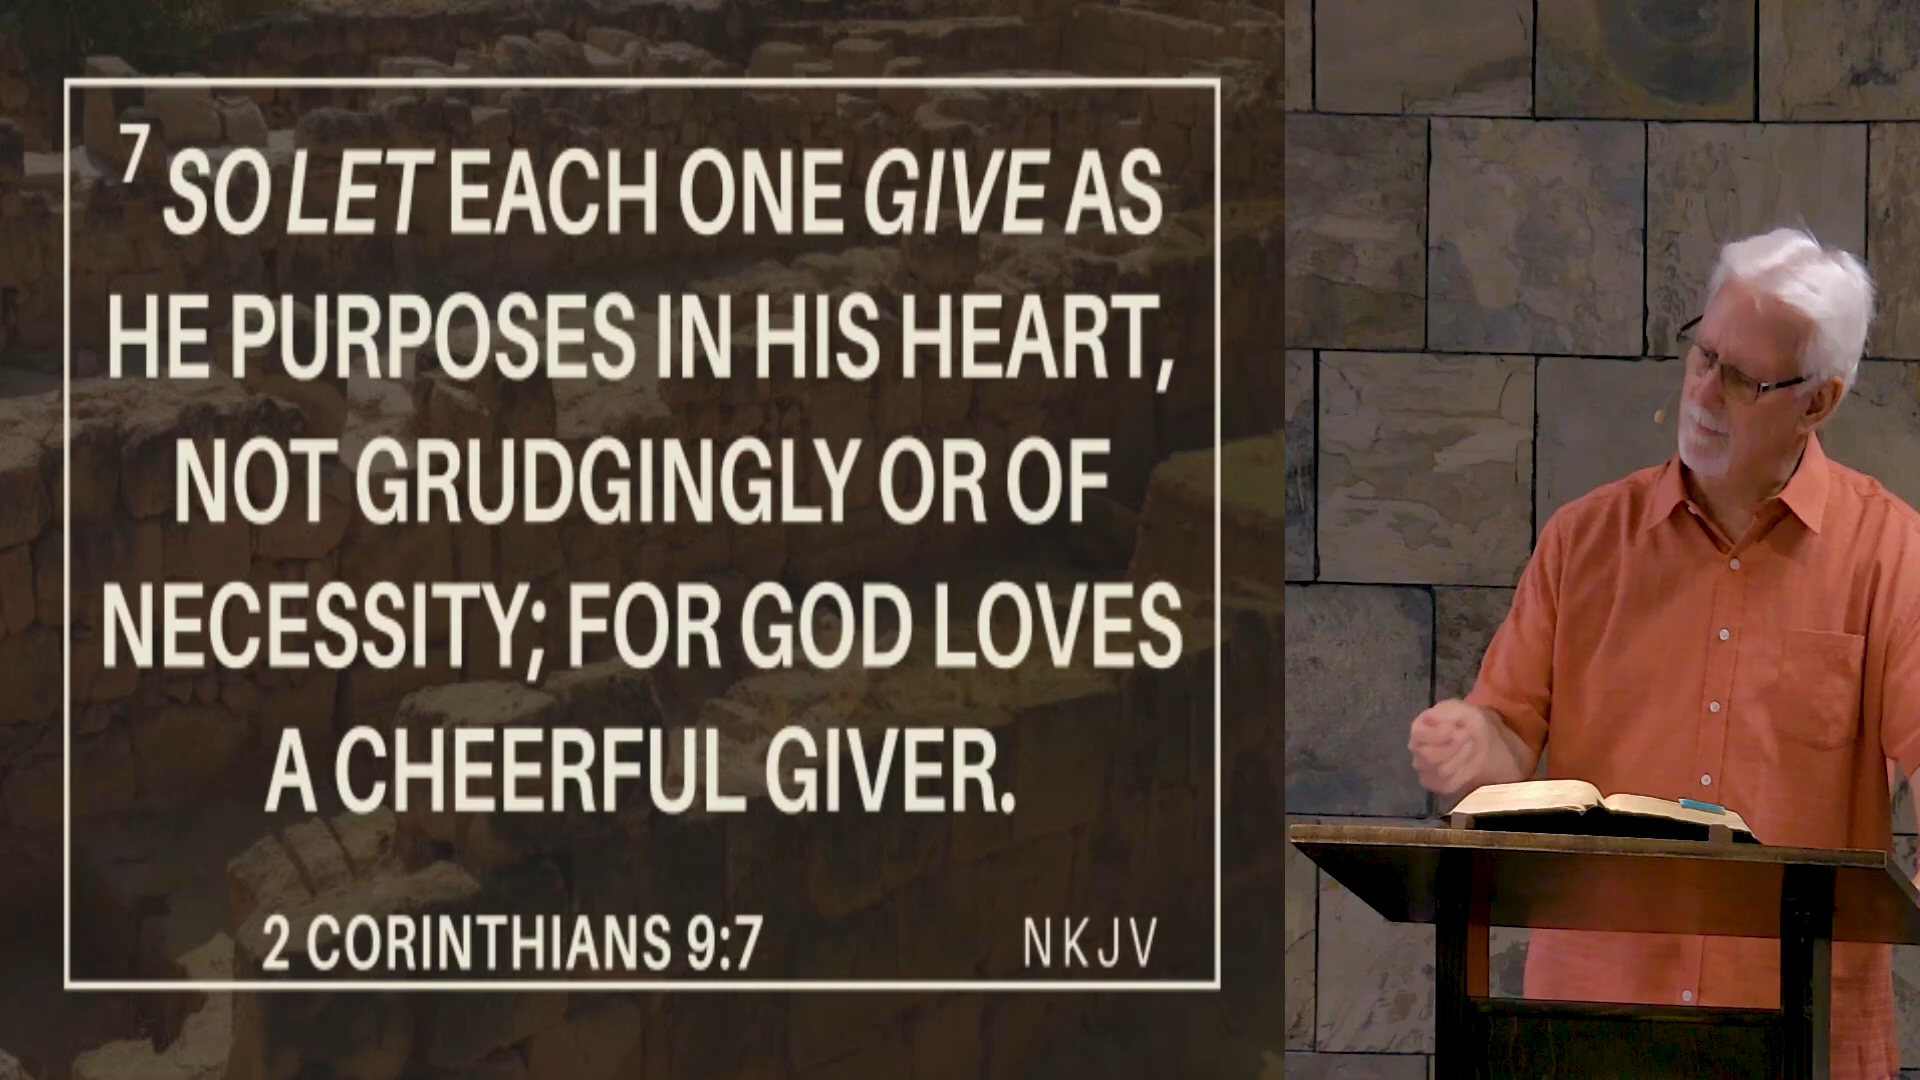 7 SO LET EACH ONE GIVE AS
HE PURPOSES IN HIS HEART,
NOT GRUDGINGLY OR OF
NECESSITY; FOR GOD LOVES
A CHEERFUL GIVER.
2 CORINTHIANS 9:7 NKJV